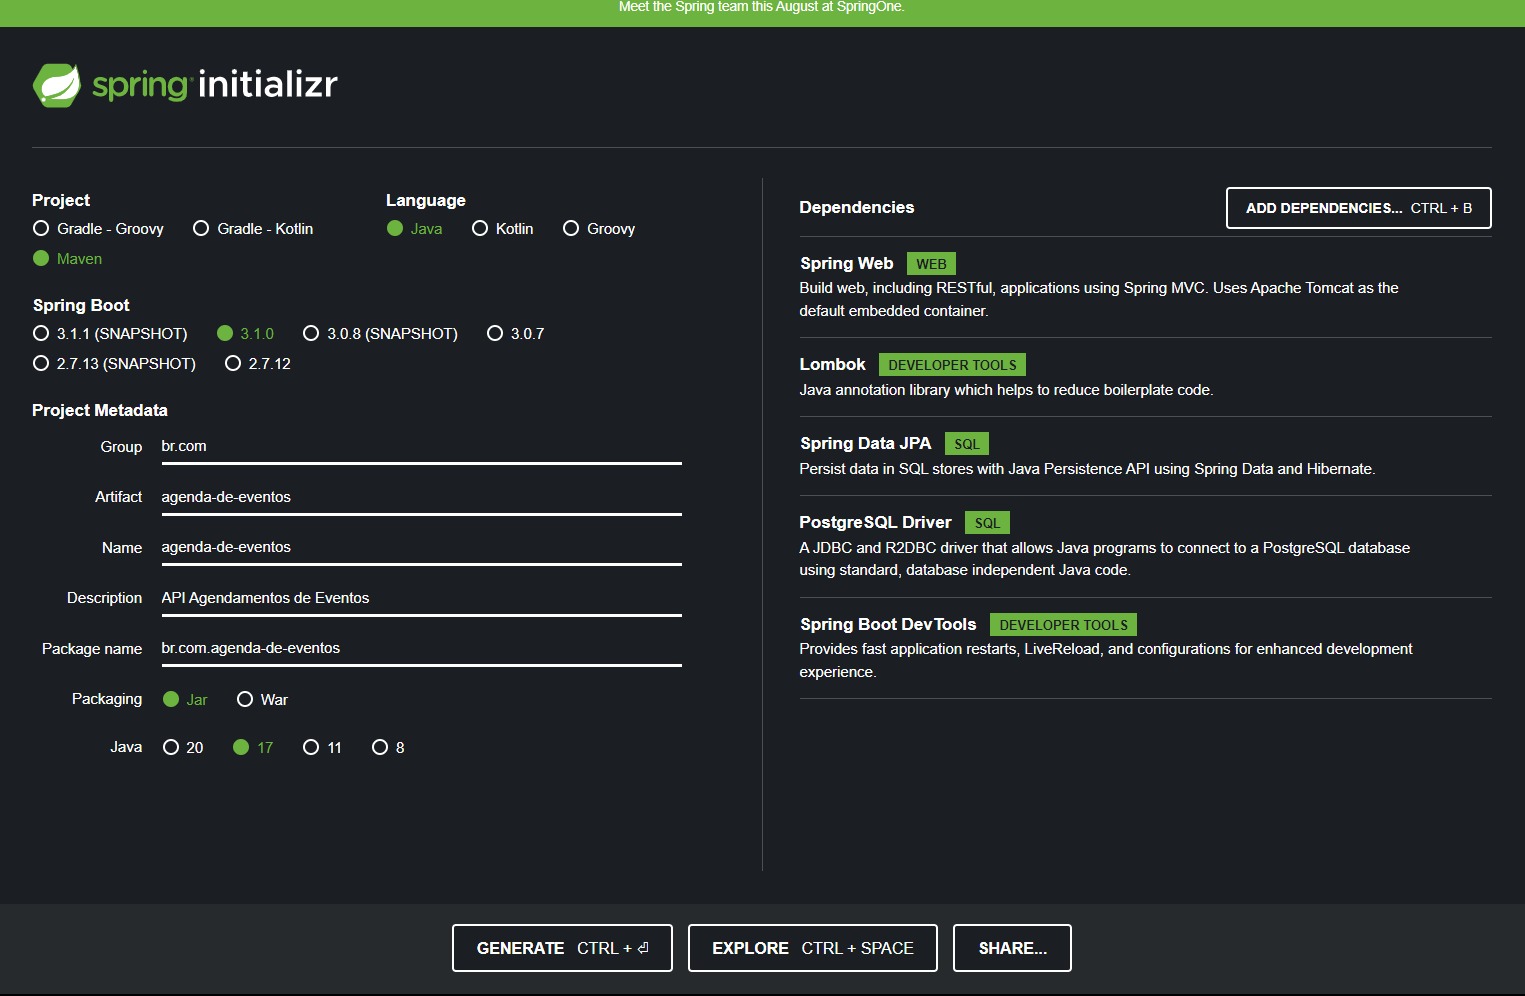 Meet the Spring team this August at SpringOne.
spring initializr
Project
Gradle - Groovy Gradle - Kotlin
Maven
Language
Java Kotlin Groovy
Spring Boot
3.1.1 (SNAPSHOT) 3.1.0 3.0.8 (SNAPSHOT) 3.0.7
2.7.13 (SNAPSHOT) 2.7.12
Project Metadata
Group br.com
Artifact agenda-de-eventos
Name agenda-de-eventos
Description API Agendamentos de Eventos
Package name br.com.agenda-de-eventos
Packaging Jar War
Java 20 17 11 8
Dependencies ADD DEPENDENCIES... CTRL + B
Spring Web WEB
Build web, including RESTful, applications using Spring MVC. Uses Apache Tomcat as the
default embedded container.
Lombok DEVELOPER TOOLS
Java annotation library which helps to reduce boilerplate code.
Spring Data JPA SQL
Persist data in SQL stores with Java Persistence API using Spring Data and Hibernate.
PostgreSQL Driver SQL
A JDBC and R2DBC driver that allows Java programs to connect to a PostgreSQL database
using standard, database independent Java code.
Spring Boot DevTools DEVELOPER TOOLS
Provides fast application restarts, LiveReload, and configurations for enhanced development
experience.
GENERATE CTRL + ⏎ EXPLORE CTRL + SPACE SHARE...